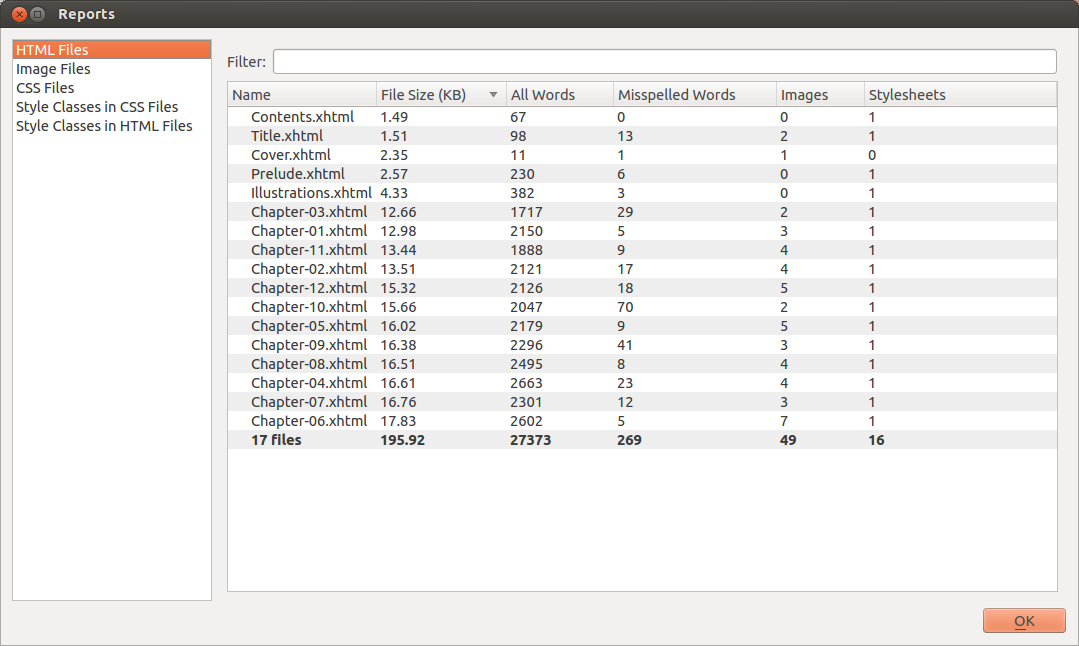 Reports
HTML Files
Image Files
CSS Files
Style Classes in CSS Files
Style Classes in HTML Files
Filter:
Name File Size (KB) All Words Misspelled Words Images Stylesheets
Contents.xhtml 1.49 67 0 0 1
Title.xhtml 1.51 98 13 2 1
Cover.xhtml 2.35 11 1 1 0
Prelude.xhtml 2.57 230 6 0 1
Illustrations.xhtml 4.33 382 3 0 1
Chapter-03.xhtml 12.66 1717 29 2 1
Chapter-01.xhtml 12.98 2150 5 3 1
Chapter-11.xhtml 13.44 1888 9 4 1
Chapter-02.xhtml 13.51 2121 17 4 1
Chapter-12.xhtml 15.32 2126 18 5 1
Chapter-10.xhtml 15.66 2047 70 2 1
Chapter-05.xhtml 16.02 2179 9 5 1
Chapter-09.xhtml 16.38 2296 41 3 1
Chapter-08.xhtml 16.51 2495 8 4 1
Chapter-04.xhtml 16.61 2663 23 4 1
Chapter-07.xhtml 16.76 2301 12 3 1
Chapter-06.xhtml 17.83 2602 5 7 1
17 files 195.92 27373 269 49 16
OK